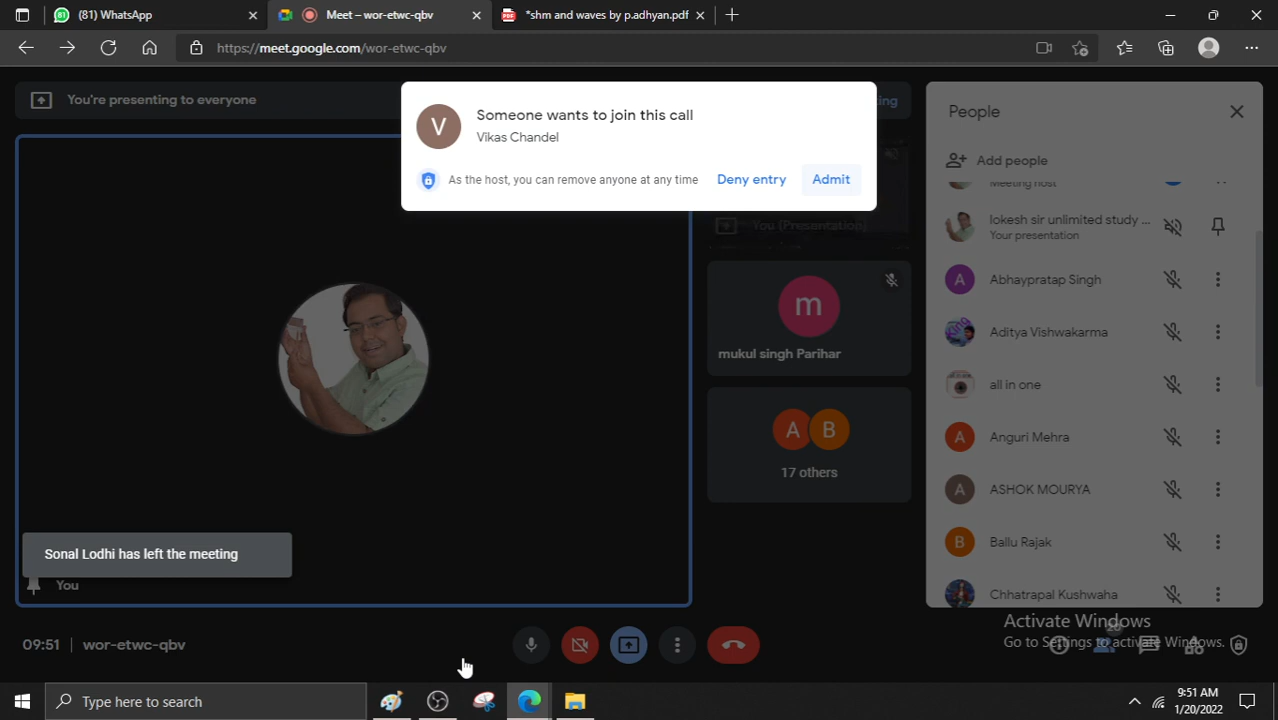 (81) WhatsApp
Meet – wor-etwc-qbv
*shm and waves by p.adhyan.pdf
https://meet.google.com/wor-etwc-qbv
You're presenting to everyone
Someone wants to join this call
V
Vikas Chandel
As the host, you can remove anyone at any time
Deny entry
Admit
You (Presentation)
m
mukul singh Parihar
A B
17 others
Sonal Lodhi has left the meeting
You
People
Add people
Meeting host
lokesh sir unlimited study ...
Your presentation
A
Abhaypratap Singh
Aditya Vishwakarma
all in one
A
Anguri Mehra
A
ASHOK MOURYA
B
Ballu Rajak
Chhatrapal Kushwaha
Activate Windows
Go to Settings to activate Windows.
09:51
wor-etwc-qbv
Type here to search
9:51 AM
1/20/2022